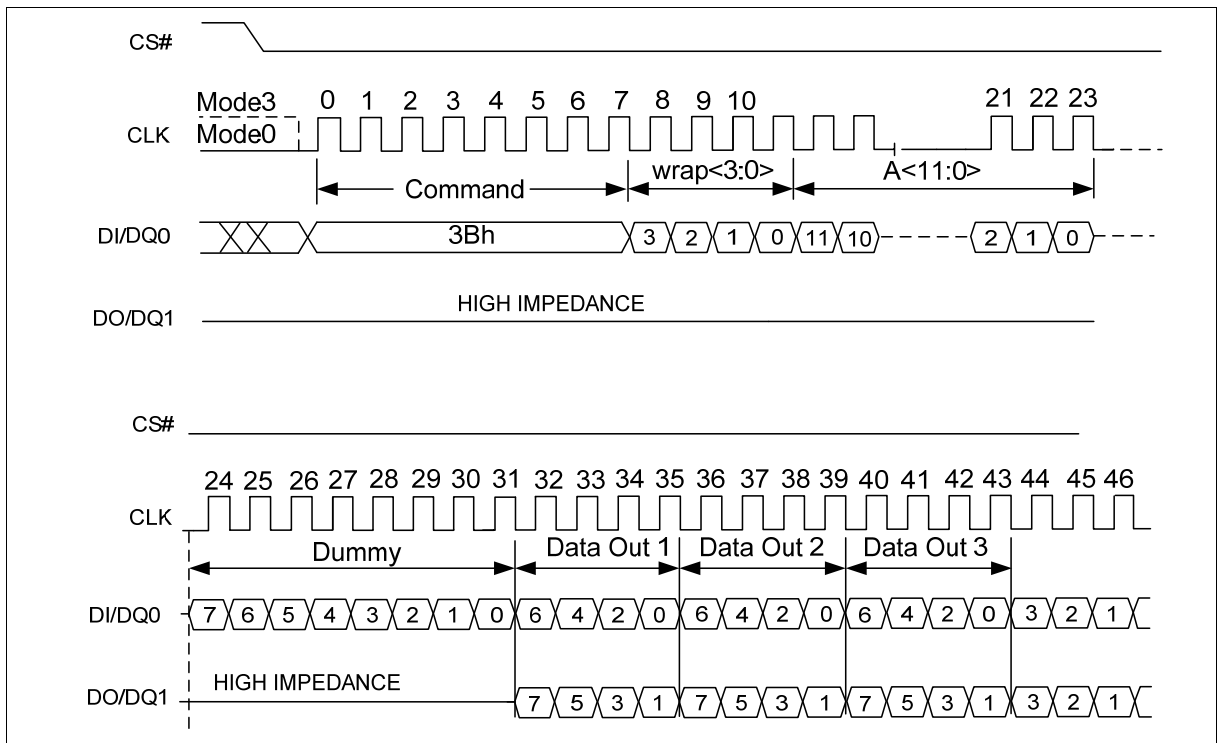 CS#
Mode3 0 1 2 3 4 5 6 7 8 9 10 21 22 23
CLK Mode0
Command wrap<3:0> A<11:0>
DI/DQ0 3Bh 3 2 1 0 11 10 2 1 0
HIGH IMPEDANCE
DO/DQ1
CS#
24 25 26 27 28 29 30 31 32 33 34 35 36 37 38 39 40 41 42 43 44 45 46
CLK
Dummy Data Out 1 Data Out 2 Data Out 3
DI/DQ0 7 6 5 4 3 2 1 0 6 4 2 0 6 4 2 0 6 4 2 0 3 2 1
DO/DQ1 HIGH IMPEDANCE 7 5 3 1 7 5 3 1 7 5 3 1 3 2 1